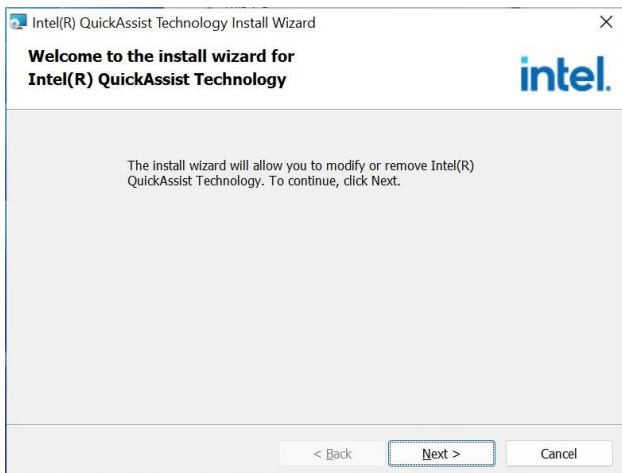 Intel(R) QuickAssist Technology Install Wizard
Welcome to the install wizard for
Intel(R) QuickAssist Technology
intel.
The install wizard will allow you to modify or remove Intel(R)
QuickAssist Technology. To continue, click Next.
< Back
Next >
Cancel